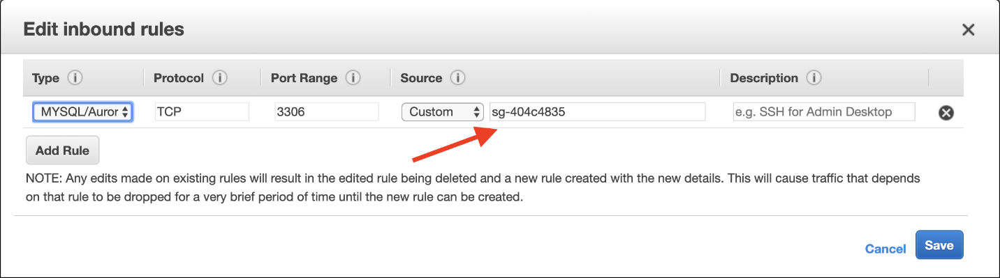 Edit inbound rules
Type Protocol Port Range Source Description
MYSQL/Auror TCP 3306 Custom sg-404c4835 e.g. SSH for Admin Desktop
Add Rule
NOTE: Any edits made on existing rules will result in the edited rule being deleted and a new rule created with the new details. This will cause traffic that depends
on that rule to be dropped for a very brief period of time until the new rule can be created.
Cancel Save